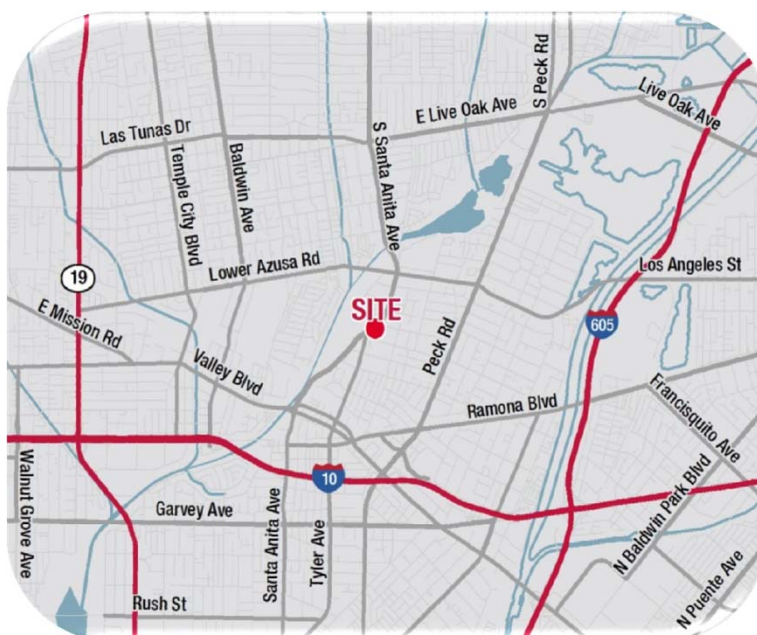 S Peck Rd
E Live Oak Ave
Live Oak Ave
Las Tunas Dr
Temple City Blvd
Baldwin Ave
S Santa Anita Ave
Lower Azusa Rd
Los Angeles St
19
SITE
605
E Mission Rd
Valley Blvd
Peck Rd
Ramona Blvd
Francisquito Ave
10
Walnut Grove Ave
Garvey Ave
Santa Anita Ave
Tyler Ave
N Baldwin Park Blvd
N Puente Ave
Rush St